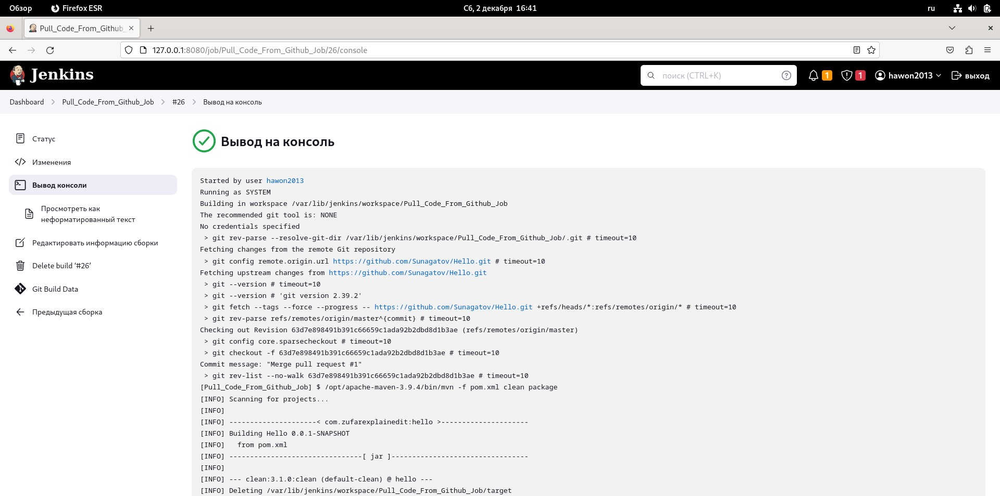 Обзор Firefox ESR Сб, 2 декабря 16:41 ru
Pull_Code_From_Github_
127.0.0.1:8080/job/Pull_Code_From_Github_Job/26/console
Jenkins поиск (CTRL+K) 1 1 hawon2013 выход
Dashboard Pull_Code_From_Github_Job #26 Вывод на консоль
Статус
Изменения
Вывод консоли
Просмотреть как
неформатированный текст
Редактировать информацию сборки
Delete build ‘#26’
Git Build Data
Предыдущая сборка
Вывод на консоль
Started by user hawon2013
Running as SYSTEM
Building in workspace /var/lib/jenkins/workspace/Pull_Code_From_Github_Job
The recommended git tool is: NONE
No credentials specified
> git rev-parse --resolve-git-dir /var/lib/jenkins/workspace/Pull_Code_From_Github_Job/.git # timeout=10
Fetching changes from the remote Git repository
> git config remote.origin.url https://github.com/Sunagatov/Hello.git # timeout=10
Fetching upstream changes from https://github.com/Sunagatov/Hello.git
> git --version # timeout=10
> git --version # 'git version 2.39.2'
> git fetch --tags --force --progress -- https://github.com/Sunagatov/Hello.git +refs/heads/*:refs/remotes/origin/* # timeout=10
> git rev-parse refs/remotes/origin/master^{commit} # timeout=10
Checking out Revision 63d7e898491b391c66659c1ada92b2dbd8d1b3ae (refs/remotes/origin/master)
> git config core.sparsecheckout # timeout=10
> git checkout -f 63d7e898491b391c66659c1ada92b2dbd8d1b3ae # timeout=10
Commit message: "Merge pull request #1"
> git rev-list --no-walk 63d7e898491b391c66659c1ada92b2dbd8d1b3ae # timeout=10
[Pull_Code_From_Github_Job] $ /opt/apache-maven-3.9.4/bin/mvn -f pom.xml clean package
[INFO] Scanning for projects...
[INFO]
[INFO] ---------------------< com.zufarexplainedit:hello >---------------------
[INFO] Building Hello 0.0.1-SNAPSHOT
[INFO]   from pom.xml
[INFO] --------------------------------[ jar ]---------------------------------
[INFO]
[INFO] --- clean:3.1.0:clean (default-clean) @ hello ---
[INFO] Deleting /var/lib/jenkins/workspace/Pull_Code_From_Github_Job/target